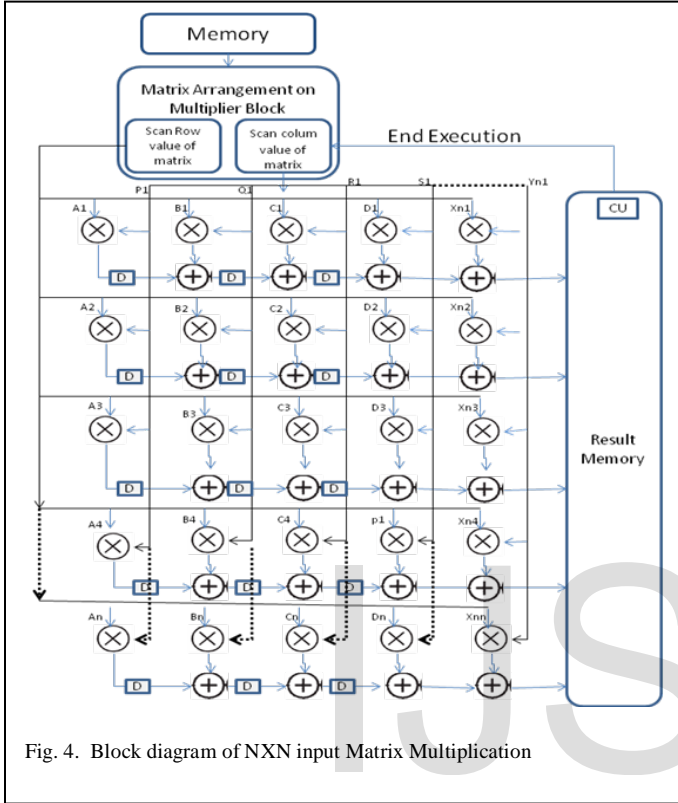 Memory
Matrix Arrangement on
Multiplier Block
Scan Row
value of
matrix
Scan colum
value of
matrix
End Execution
P1 Q1 R1 S1 Yn1
CU
A1 B1 C1 D1 Xn1
D D D
A2 B2 C2 D2 Xn2
D D D
A3 B3 C3 D3 Xn3
D D D
Result
Memory
A4 B4 C4 p1 Xn4
D D D
An Bn Cn Dn Xnn
D D D
IJS
Fig. 4. Block diagram of NXN input Matrix Multiplication